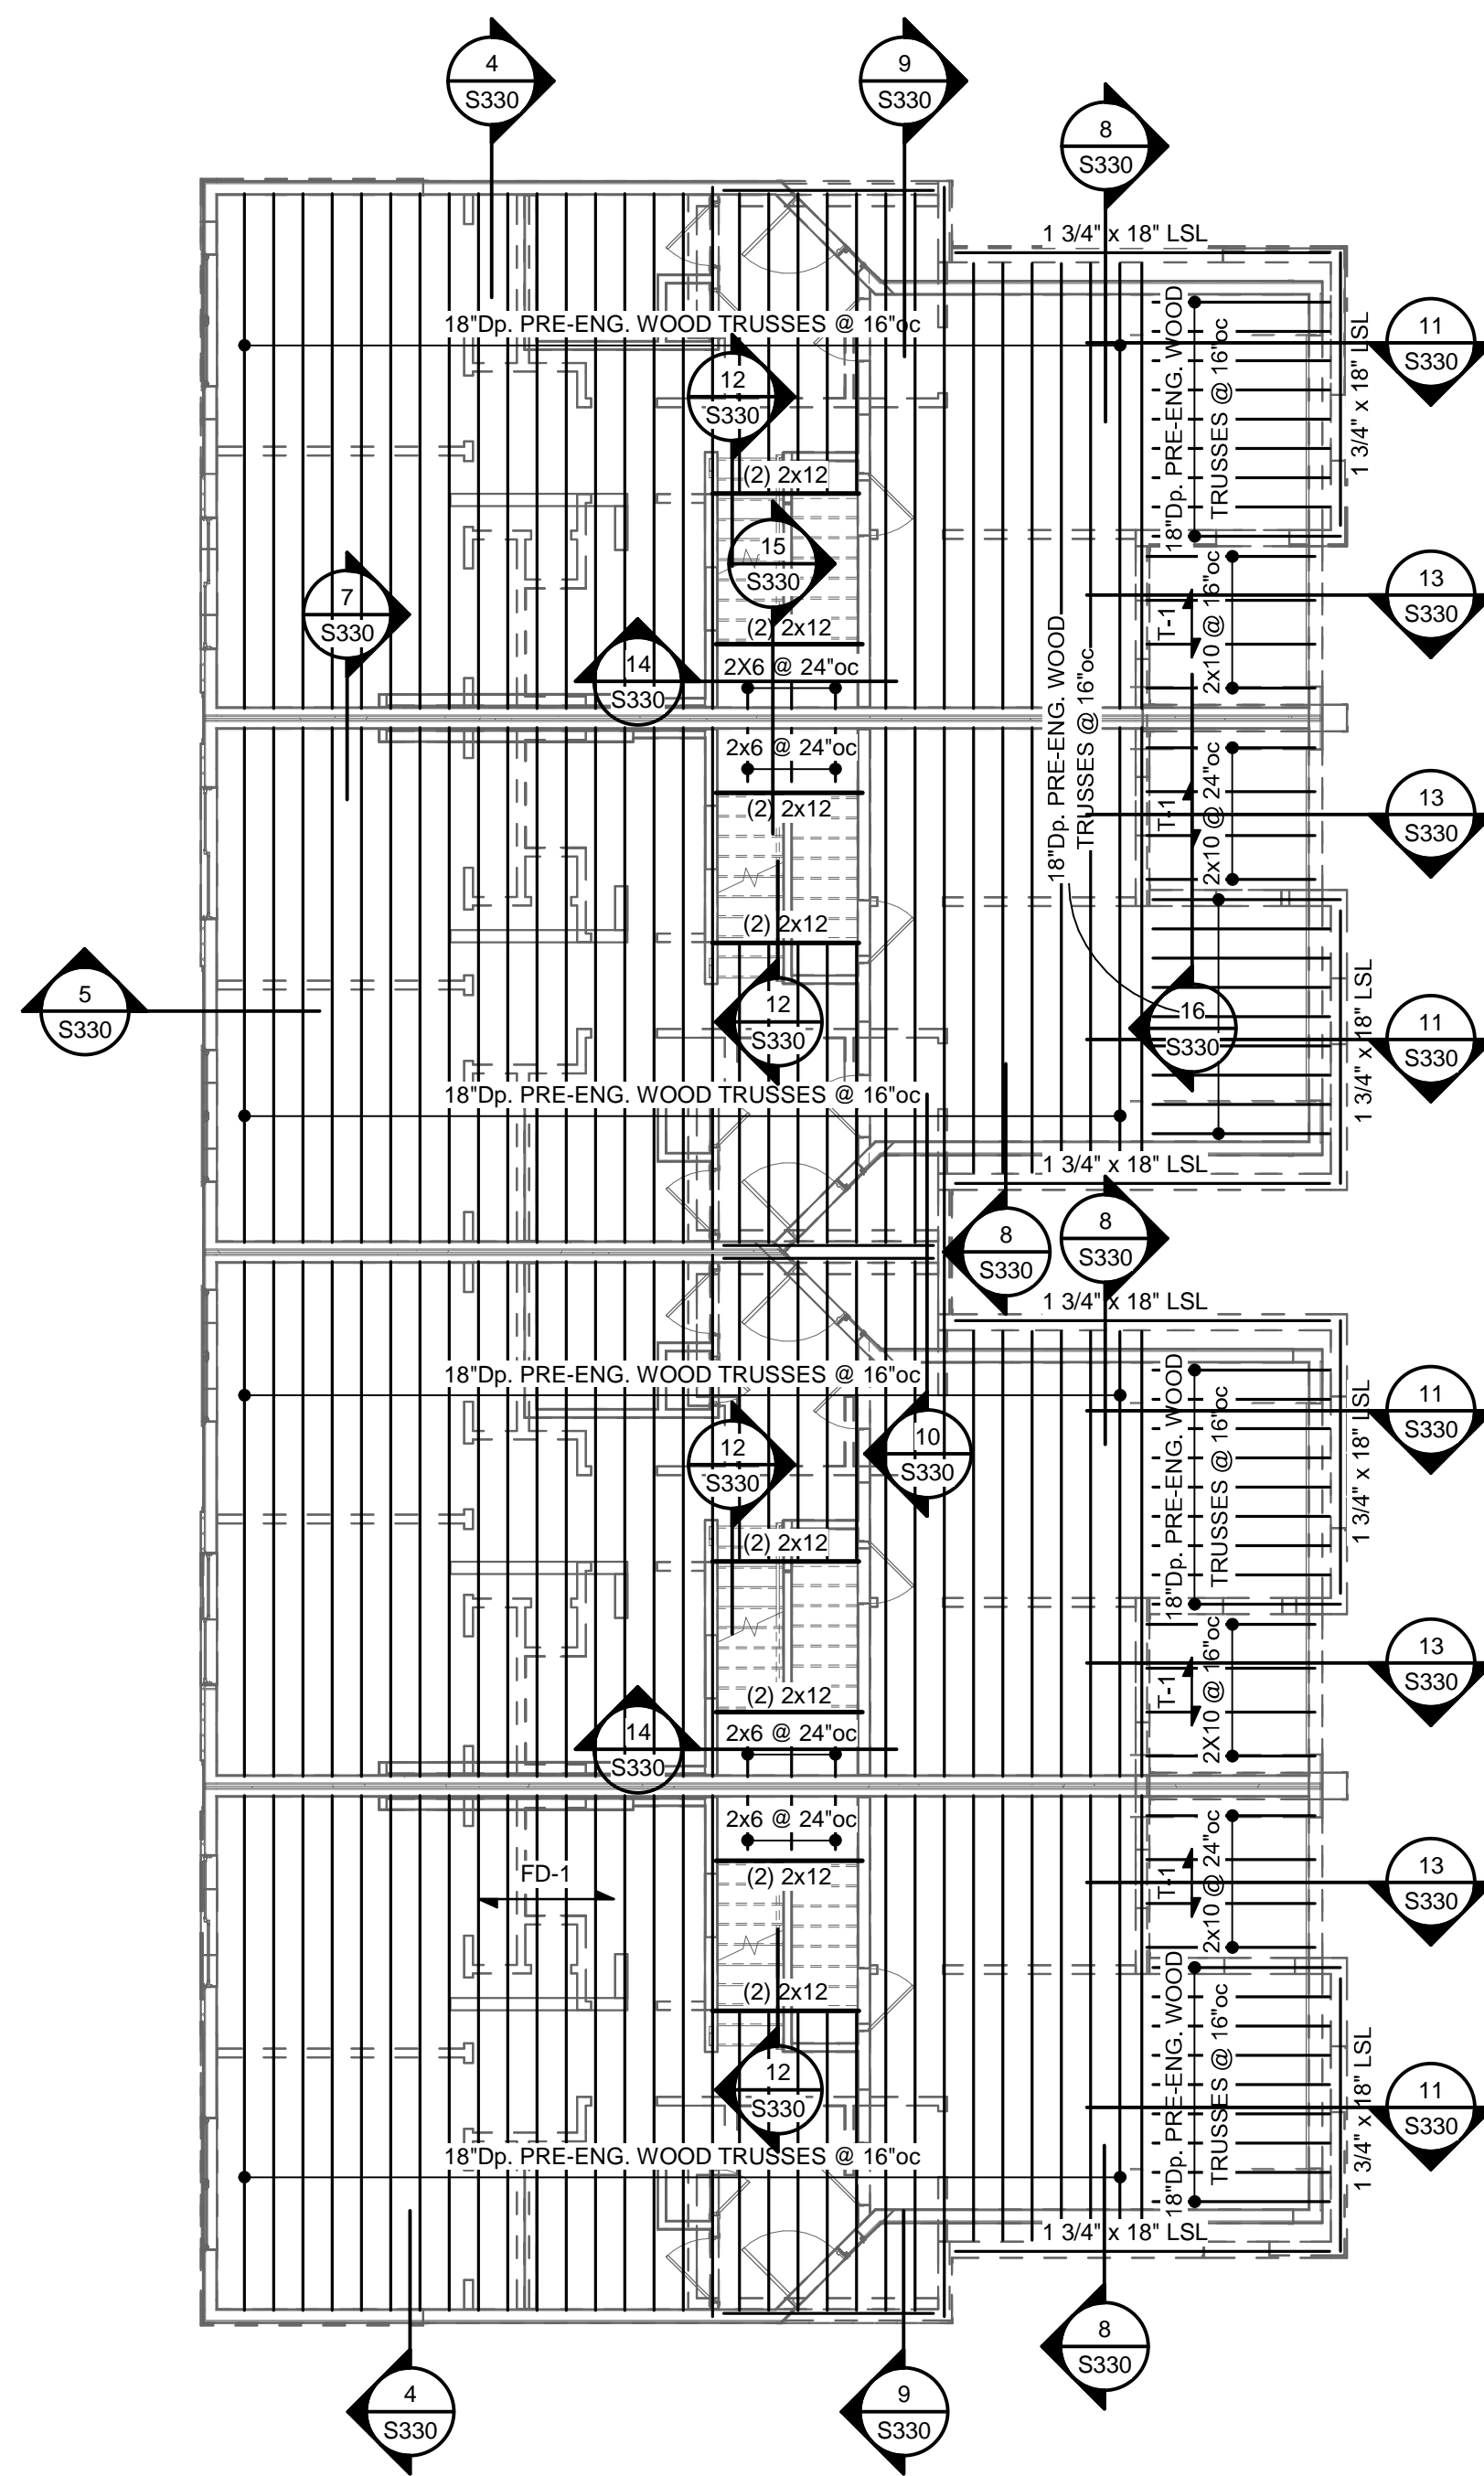 4
S330
9
S330
8
S330
1 3/4" x 18" LSL
18"Dp. PRE-ENG. WOOD TRUSSES @ 16"oc
18"Dp. PRE-ENG. WOOD
TRUSSES @ 16"oc
1 3/4" x 18" LSL
11
S330
12
S330
(2) 2x12
15
S330
7
S330
(2) 2x12
14
S330
2X6 @ 24"oc
T-1
2x10 @ 16"oc
13
S330
18"Dp. PRE-ENG. WOOD
TRUSSES @ 16"oc
2x6 @ 24"oc
(2) 2x12
T-1
2x10 @ 24"oc
13
S330
(2) 2x12
5
S330
12
S330
16
S330
1 3/4" x 18" LSL
11
S330
18"Dp. PRE-ENG. WOOD TRUSSES @ 16"oc
1 3/4" x 18" LSL
8
S330
8
S330
1 3/4" x 18" LSL
18"Dp. PRE-ENG. WOOD TRUSSES @ 16"oc
18"Dp. PRE-ENG. WOOD
TRUSSES @ 16"oc
1 3/4" x 18" LSL
11
S330
12
S330
10
S330
(2) 2x12
(2) 2x12
14
S330
2x6 @ 24"oc
T-1
2X10 @ 16"oc
13
S330
2x6 @ 24"oc
(2) 2x12
FD-1
T-1
2x10 @ 24"oc
13
S330
(2) 2x12
12
S330
18"Dp. PRE-ENG. WOOD
TRUSSES @ 16"oc
1 3/4" x 18" LSL
11
S330
18"Dp. PRE-ENG. WOOD TRUSSES @ 16"oc
1 3/4" x 18" LSL
8
S330
4
S330
9
S330